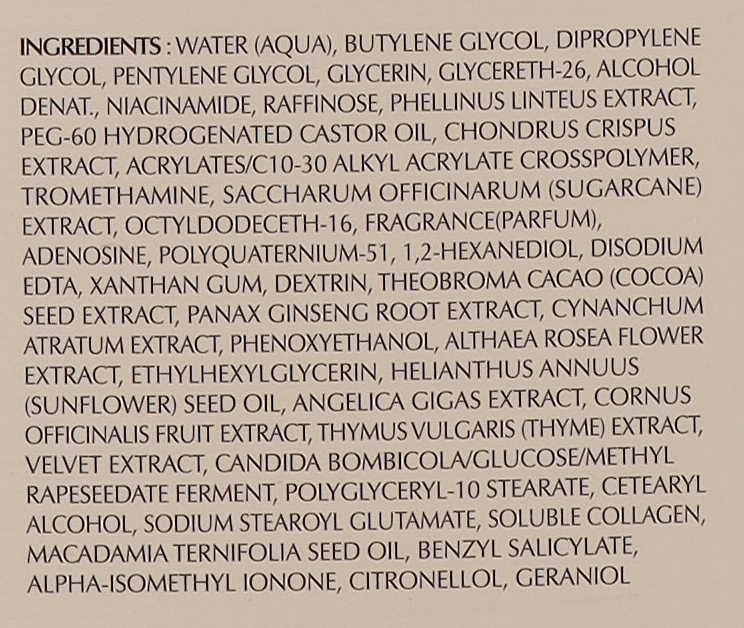 INGREDIENTS : WATER (AQUA), BUTYLENE GLYCOL, DIPROPYLENE
GLYCOL, PENTYLENE GLYCOL, GLYCERIN, GLYCERETH-26, ALCOHOL
DENAT., NIACINAMIDE, RAFFINOSE, PHELLINUS LINTEUS EXTRACT,
PEG-60 HYDROGENATED CASTOR OIL, CHONDRUS CRISPUS
EXTRACT, ACRYLATES/C10-30 ALKYL ACRYLATE CROSSPOLYMER,
TROMETHAMINE, SACCHARUM OFFICINARUM (SUGARCANE)
EXTRACT, OCTYLDODECETH-16, FRAGRANCE(PARFUM),
ADENOSINE, POLYQUATERNIUM-51, 1,2-HEXANEDIOL, DISODIUM
EDTA, XANTHAN GUM, DEXTRIN, THEOBROMA CACAO (COCOA)
SEED EXTRACT, PANAX GINSENG ROOT EXTRACT, CYNANCHUM
ATRATUM EXTRACT, PHENOXYETHANOL, ALTHAEA ROSEA FLOWER
EXTRACT, ETHYLHEXYLGLYCERIN, HELIANTHUS ANNUUS
(SUNFLOWER) SEED OIL, ANGELICA GIGAS EXTRACT, CORNUS
OFFICINALIS FRUIT EXTRACT, THYMUS VULGARIS (THYME) EXTRACT,
VELVET EXTRACT, CANDIDA BOMBICOLA/GLUCOSE/METHYL
RAPESEEDATE FERMENT, POLYGLYCERYL-10 STEARATE, CETEARYL
ALCOHOL, SODIUM STEAROYL GLUTAMATE, SOLUBLE COLLAGEN,
MACADAMIA TERNIFOLIA SEED OIL, BENZYL SALICYLATE,
ALPHA-ISOMETHYL IONONE, CITRONELLOL, GERANIOL